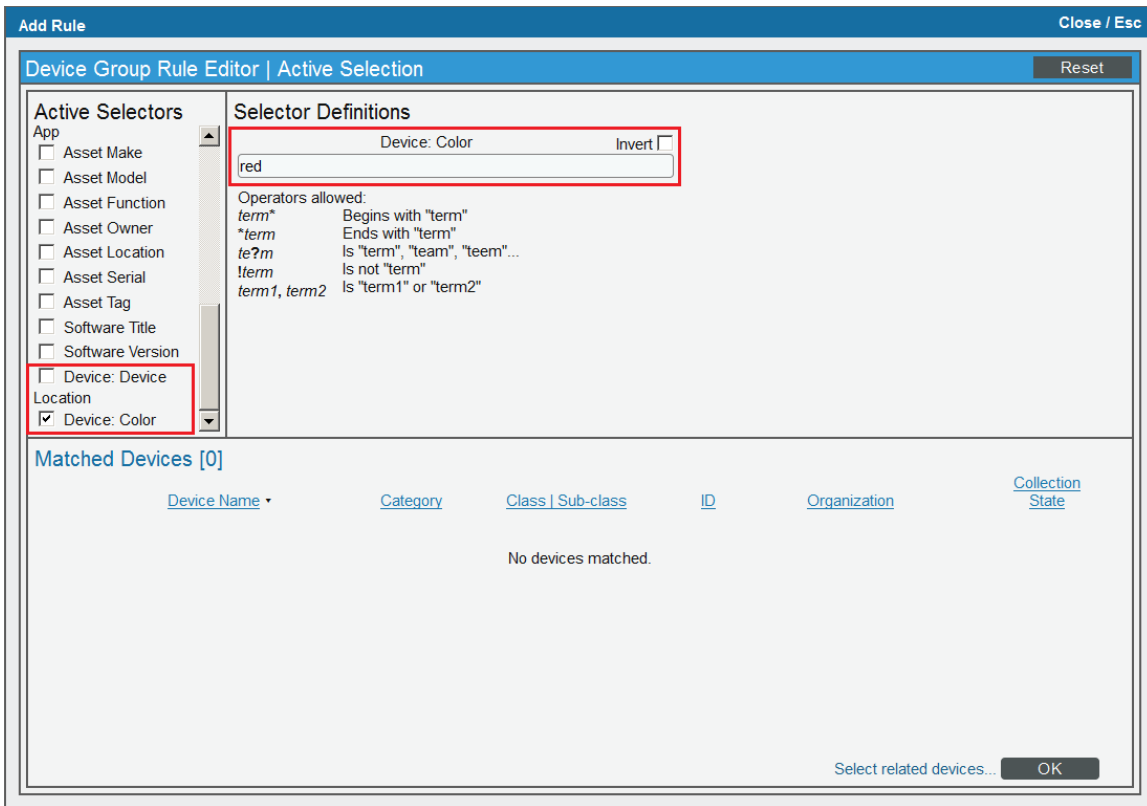 Add Rule
Close / Esc
Device Group Rule Editor | Active Selection
Reset
Active Selectors
App
Asset Make
Asset Model
Asset Function
Asset Owner
Asset Location
Asset Serial
Asset Tag
Software Title
Software Version
Device: Device
Location
Device: Color
Selector Definitions
Device: Color
Invert
red
Operators allowed:
term* Begins with "term"
*term Ends with "term"
te?m Is "term", "team", "teem"...
!term Is not "term"
term1, term2 Is "term1" or "term2"
Matched Devices [0]
Device Name
Category
Class | Sub-class
ID
Organization
Collection
State
No devices matched.
Select related devices...
OK